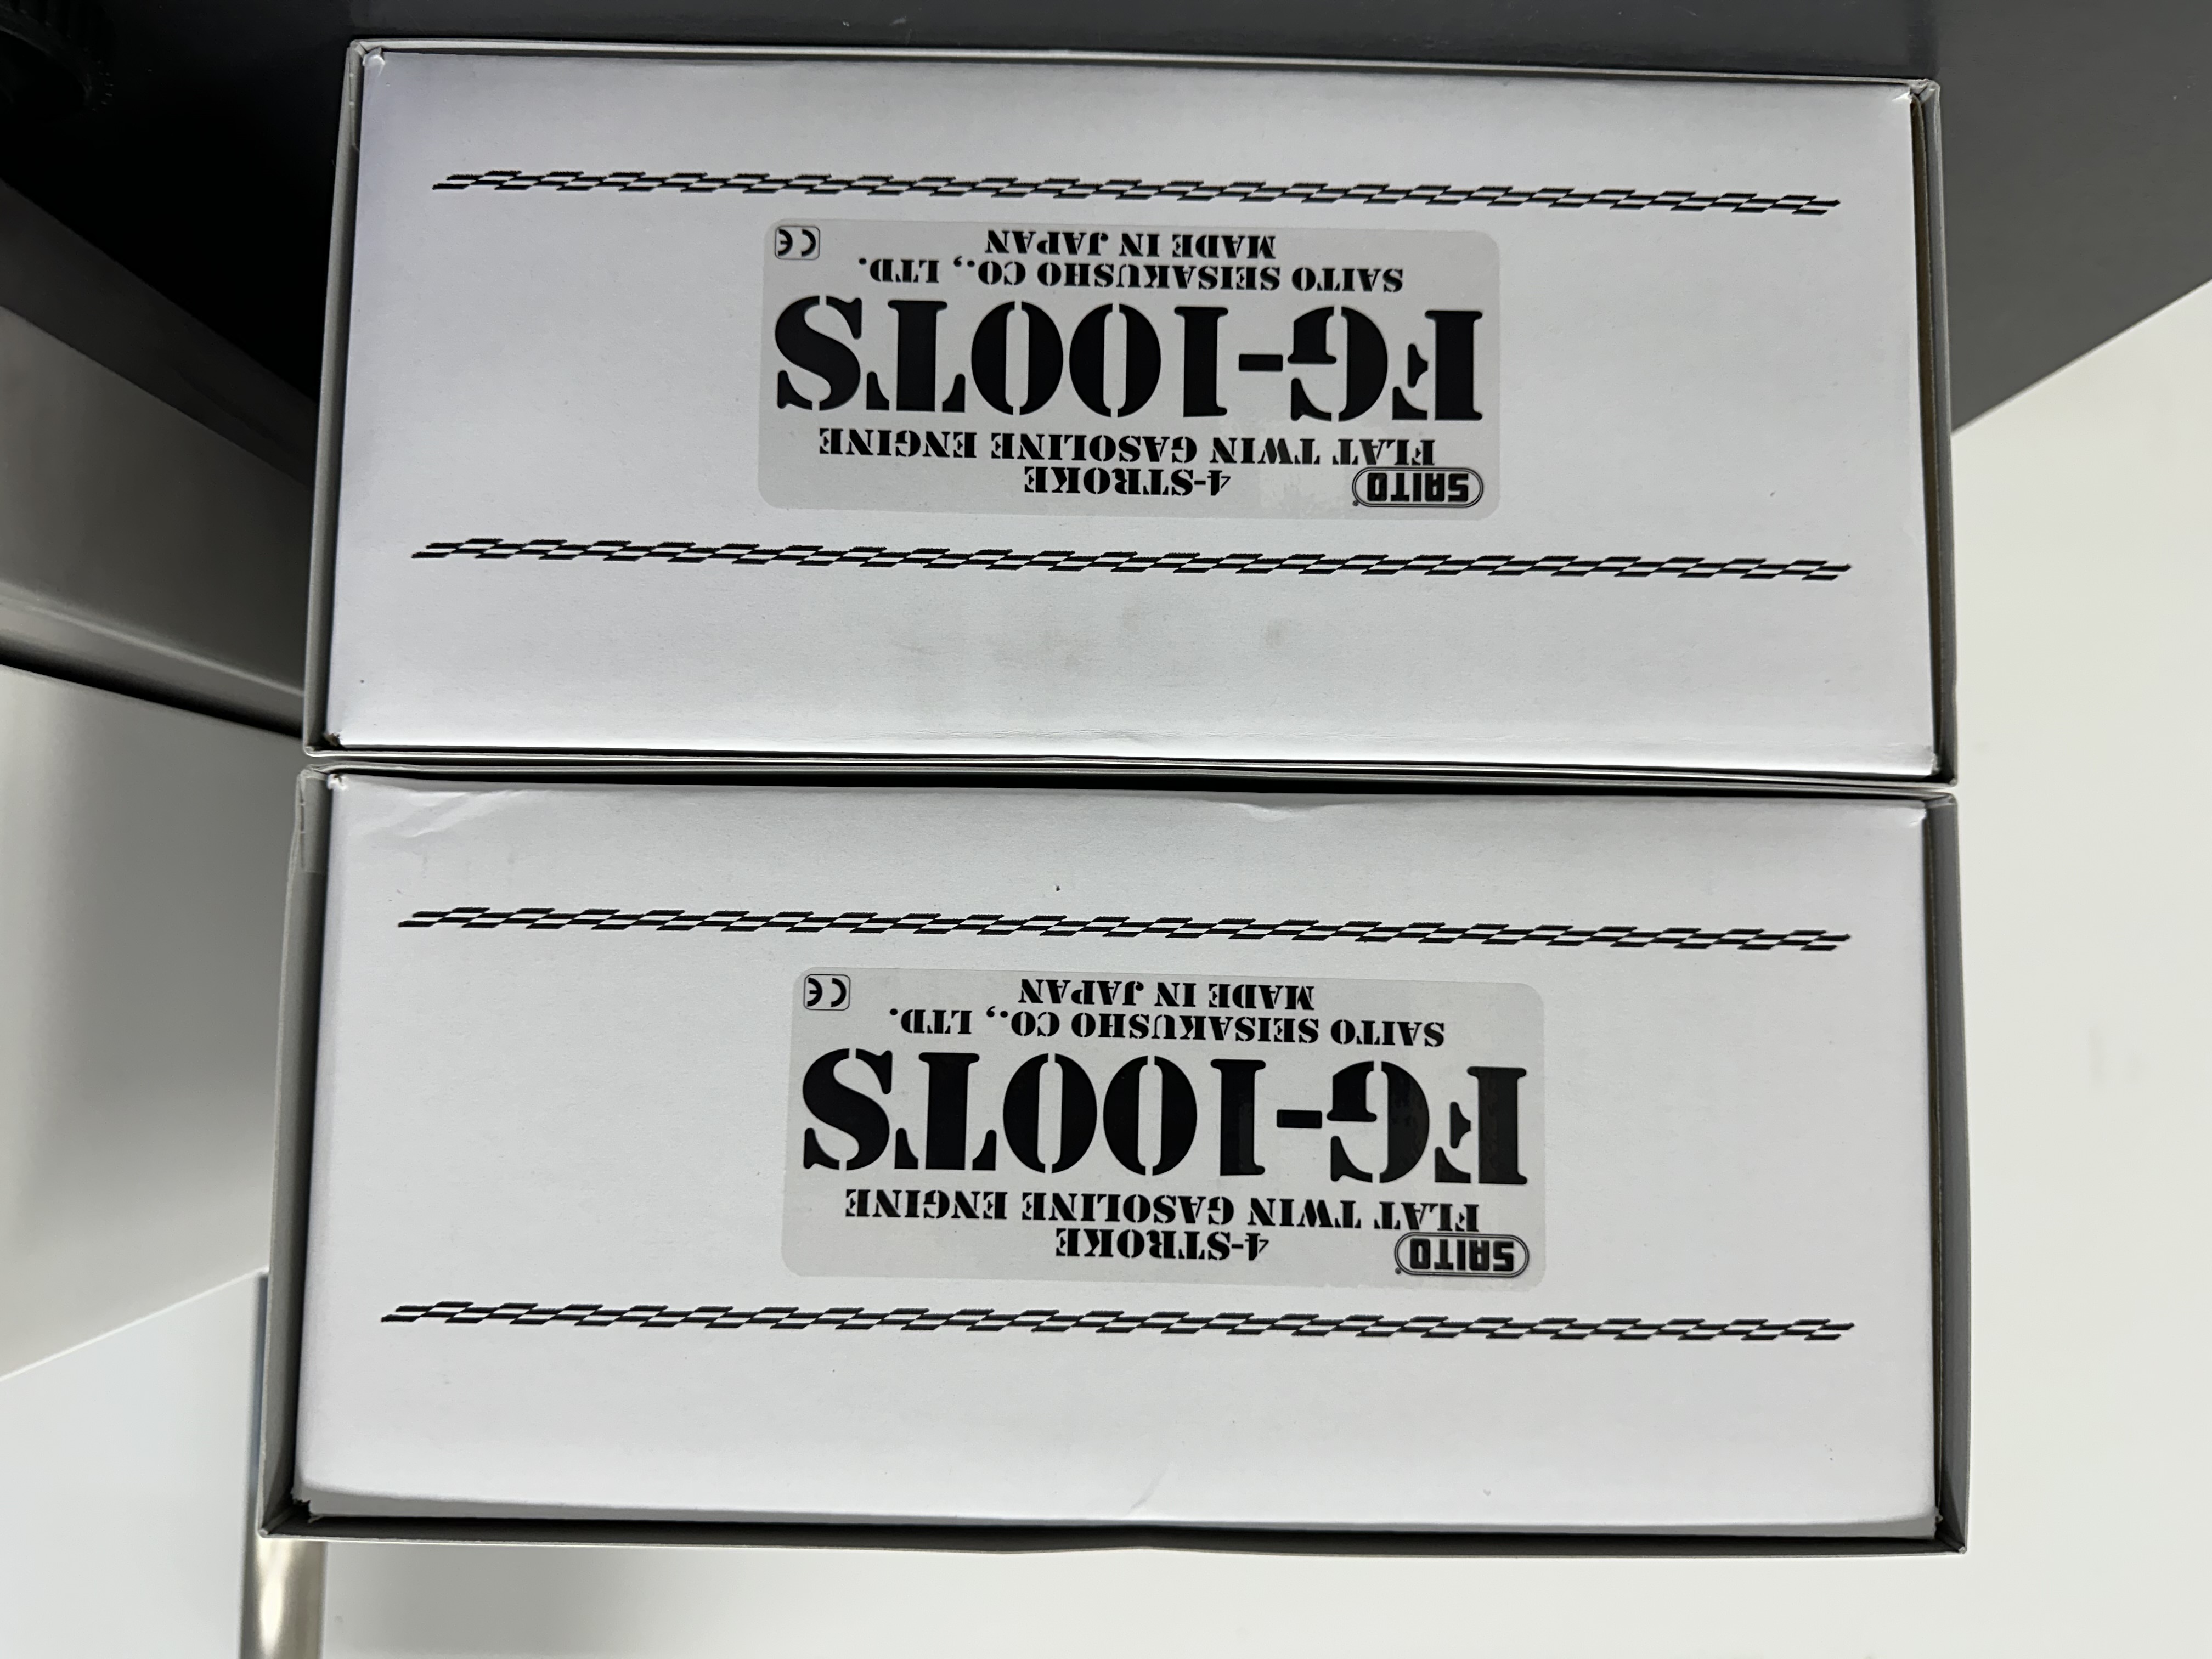 SAITO
4-STROKE
FLAT TWIN GASOLINE ENGINE
FG-100TS
SAITO SEISAKUSHO CO., LTD.
MADE IN JAPAN
CE
SAITO
4-STROKE
FLAT TWIN GASOLINE ENGINE
FG-100TS
SAITO SEISAKUSHO CO., LTD.
MADE IN JAPAN
CE